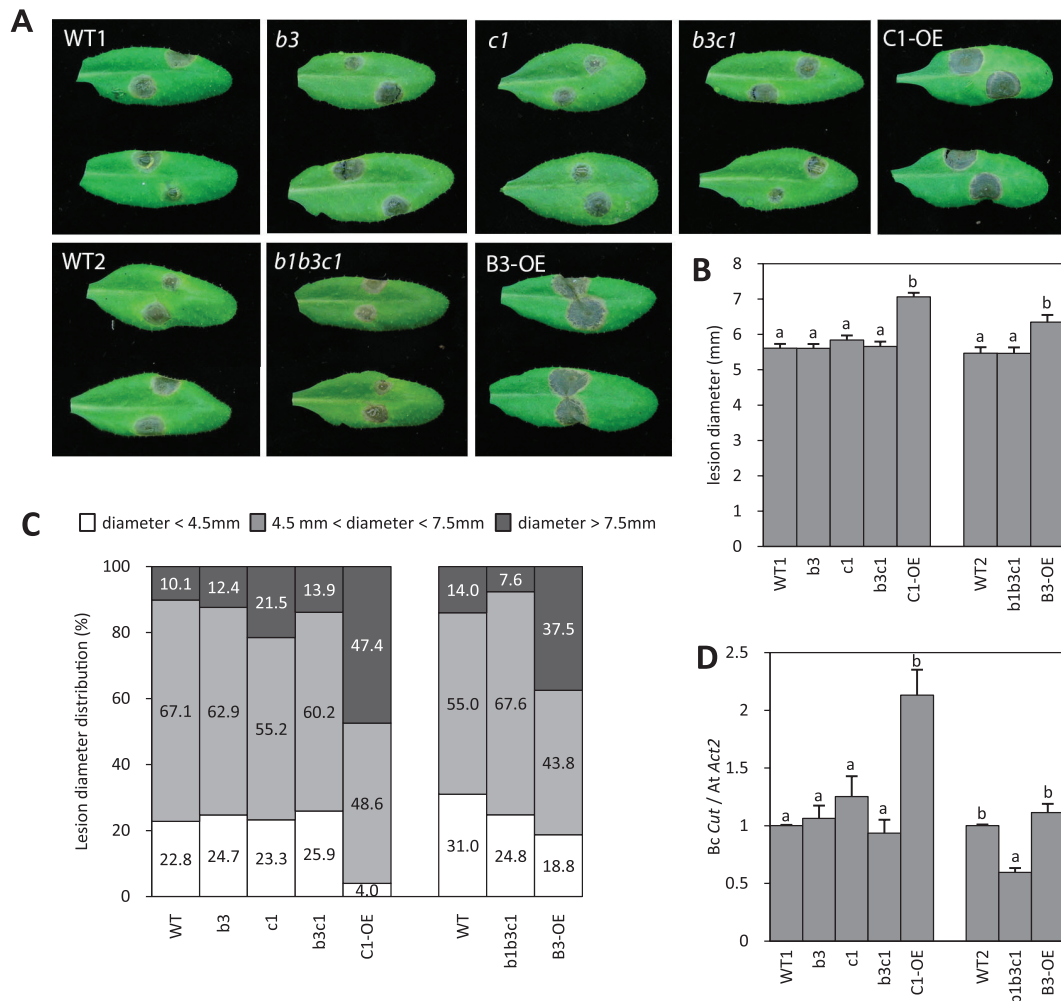 A
WT1
b3
c1
b3c1
C1-OE
WT2
b1b3c1
B3-OE
B
lesion diameter (mm)
8
7
6
5
4
3
2
1
0
a
a
a
a
b
a
a
b
WT1
b3
c1
b3c1
C1-OE
WT2
b1b3c1
B3-OE
C
diameter < 4.5mm
4.5 mm < diameter < 7.5mm
diameter > 7.5mm
Lesion diameter distribution (%)
100
80
60
40
20
0
10.1
12.4
21.5
13.9
47.4
14.0
7.6
37.5
67.1
62.9
55.2
60.2
48.6
55.0
67.6
43.8
22.8
24.7
23.3
25.9
4.0
31.0
24.8
18.8
WT
b3
c1
b3c1
C1-OE
WT
b1b3c1
B3-OE
D
Bc Cut / At Act2
2.5
2
1.5
1
0.5
0
a
a
a
a
b
b
a
b
WT1
b3
c1
b3c1
C1-OE
WT2
b1b3c1
B3-OE